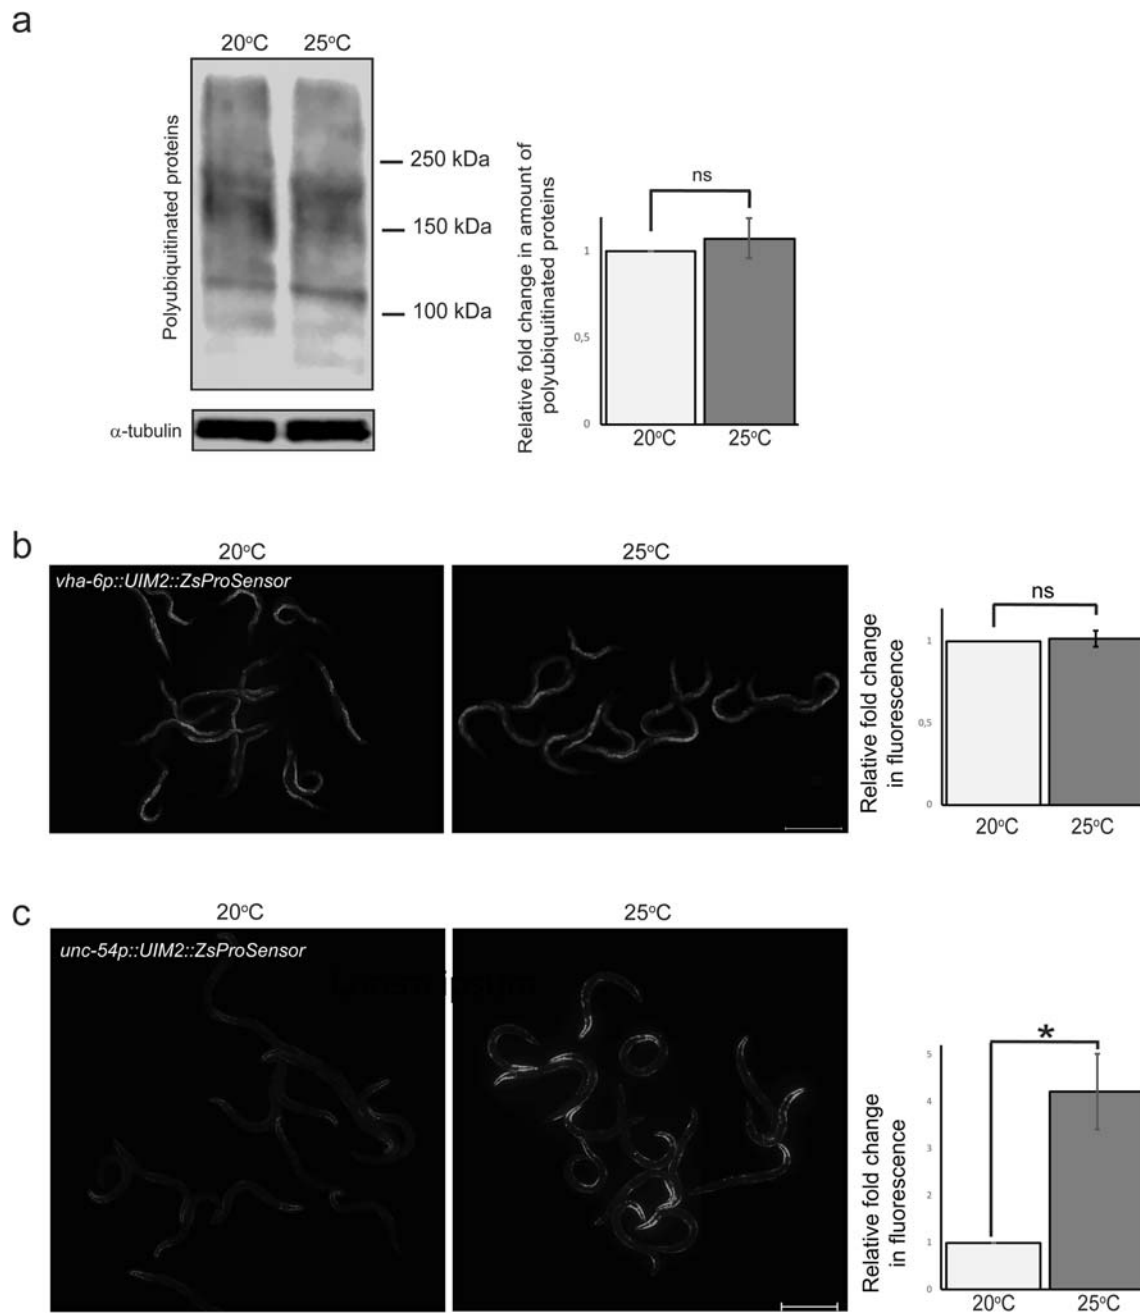 a
20°C 25°C
Polyubiquitinated proteins
250 kDa
150 kDa
100 kDa
α-tubulin
Relative fold change in amount of
polyubiquitinated proteins
ns
1
0,5
0
20°C 25°C
b
20°C 25°C
vha-6p::UIM2::ZsProSensor
Relative fold change
in fluorescence
ns
1
0,5
0
20°C 25°C
c
20°C 25°C
unc-54p::UIM2::ZsProSensor
Lorem ipsum
Relative fold change
in fluorescence
*
5
4
3
2
1
0
20°C 25°C